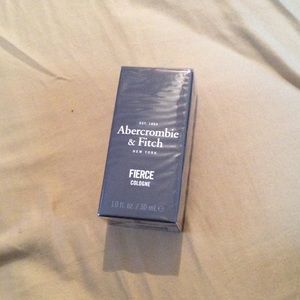 EST. 1892
Abercrombie
& Fitch
NEW YORK
FIERCE
COLOGNE
1.0 fl. oz / 30 ml e